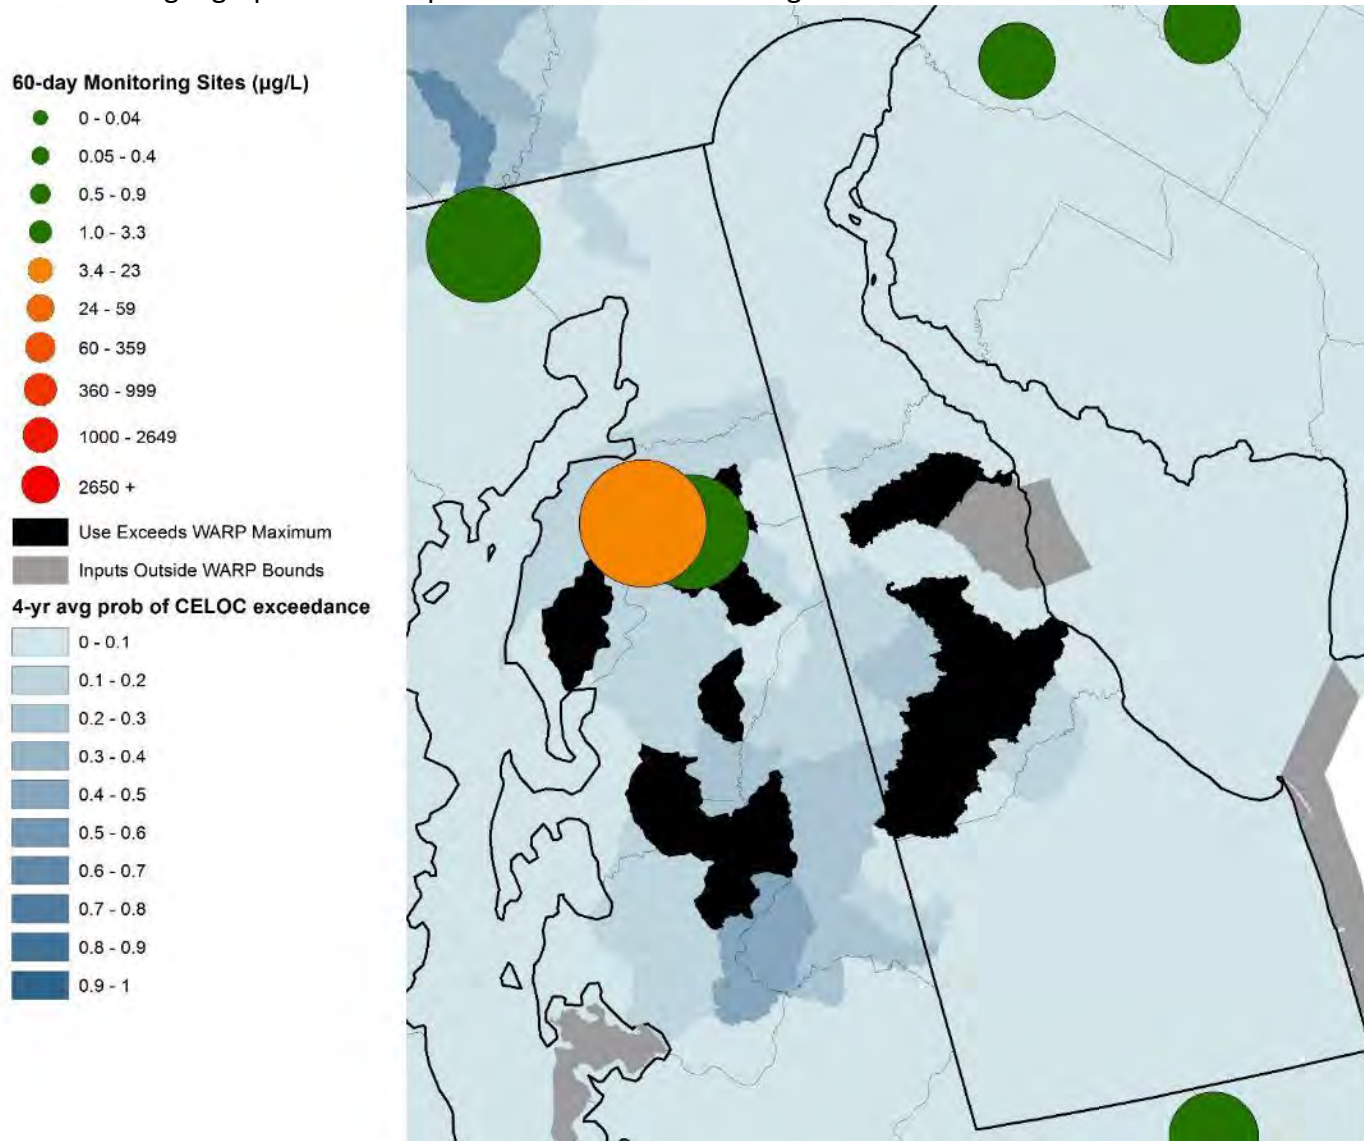 60-day Monitoring Sites (µg/L)
0 - 0.04
0.05 - 0.4
0.5 - 0.9
1.0 - 3.3
3.4 - 23
24 - 59
60 - 359
360 - 999
1000 - 2649
2650 +
Use Exceeds WARP Maximum
Inputs Outside WARP Bounds
4-yr avg prob of CELOC exceedance
0 - 0.1
0.1 - 0.2
0.2 - 0.3
0.3 - 0.4
0.4 - 0.5
0.5 - 0.6
0.6 - 0.7
0.7 - 0.8
0.8 - 0.9
0.9 - 1